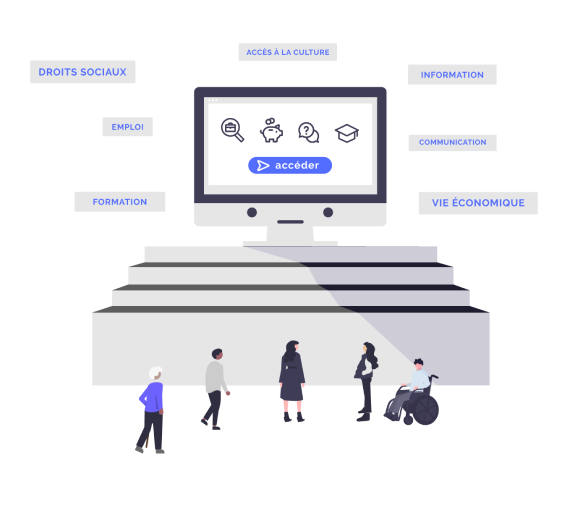 ACCÈS À LA CULTURE
DROITS SOCIAUX
INFORMATION
EMPLOI
COMMUNICATION
accéder
FORMATION
VIE ÉCONOMIQUE